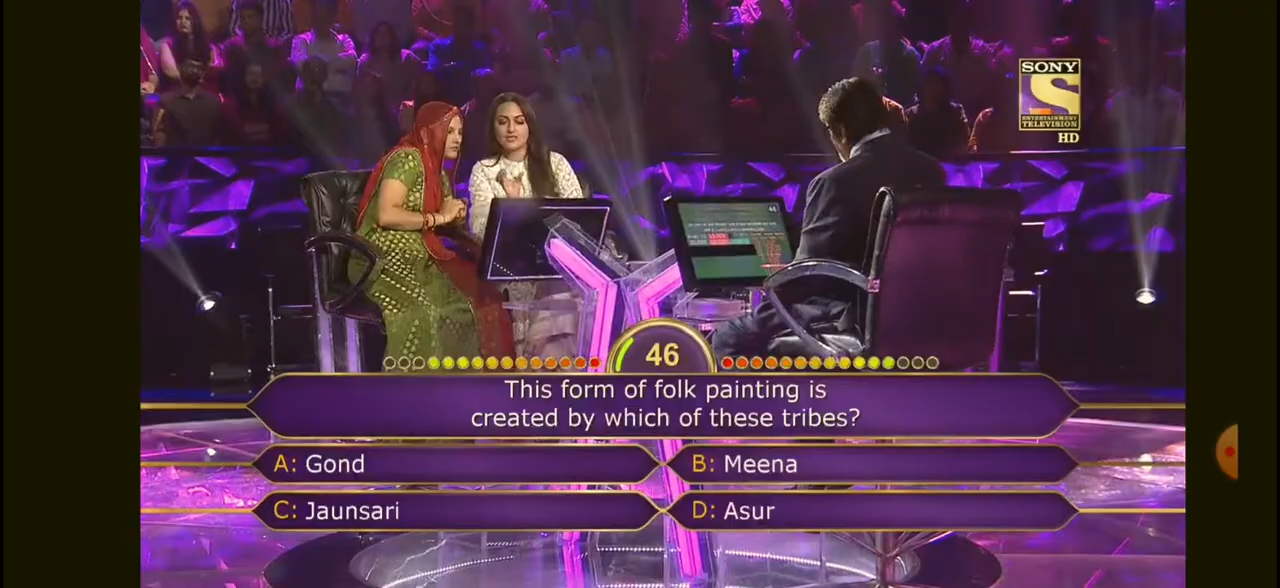 SONY
S
ENTERTAINMENT
TELEVISION
HD
46
This form of folk painting is
created by which of these tribes?
A: Gond
B: Meena
C: Jaunsari
D: Asur